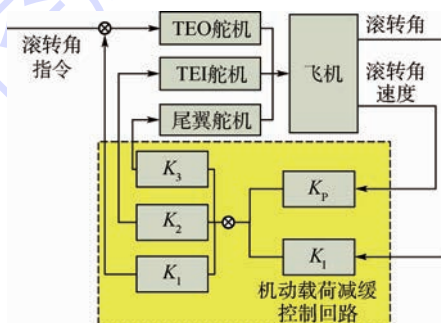 滚转角
指令
TEO舵机
TEI舵机
尾翼舵机
飞机
滚转角
滚转角
速度
K3
K2
K1
KP
KI
机动载荷减缓
控制回路